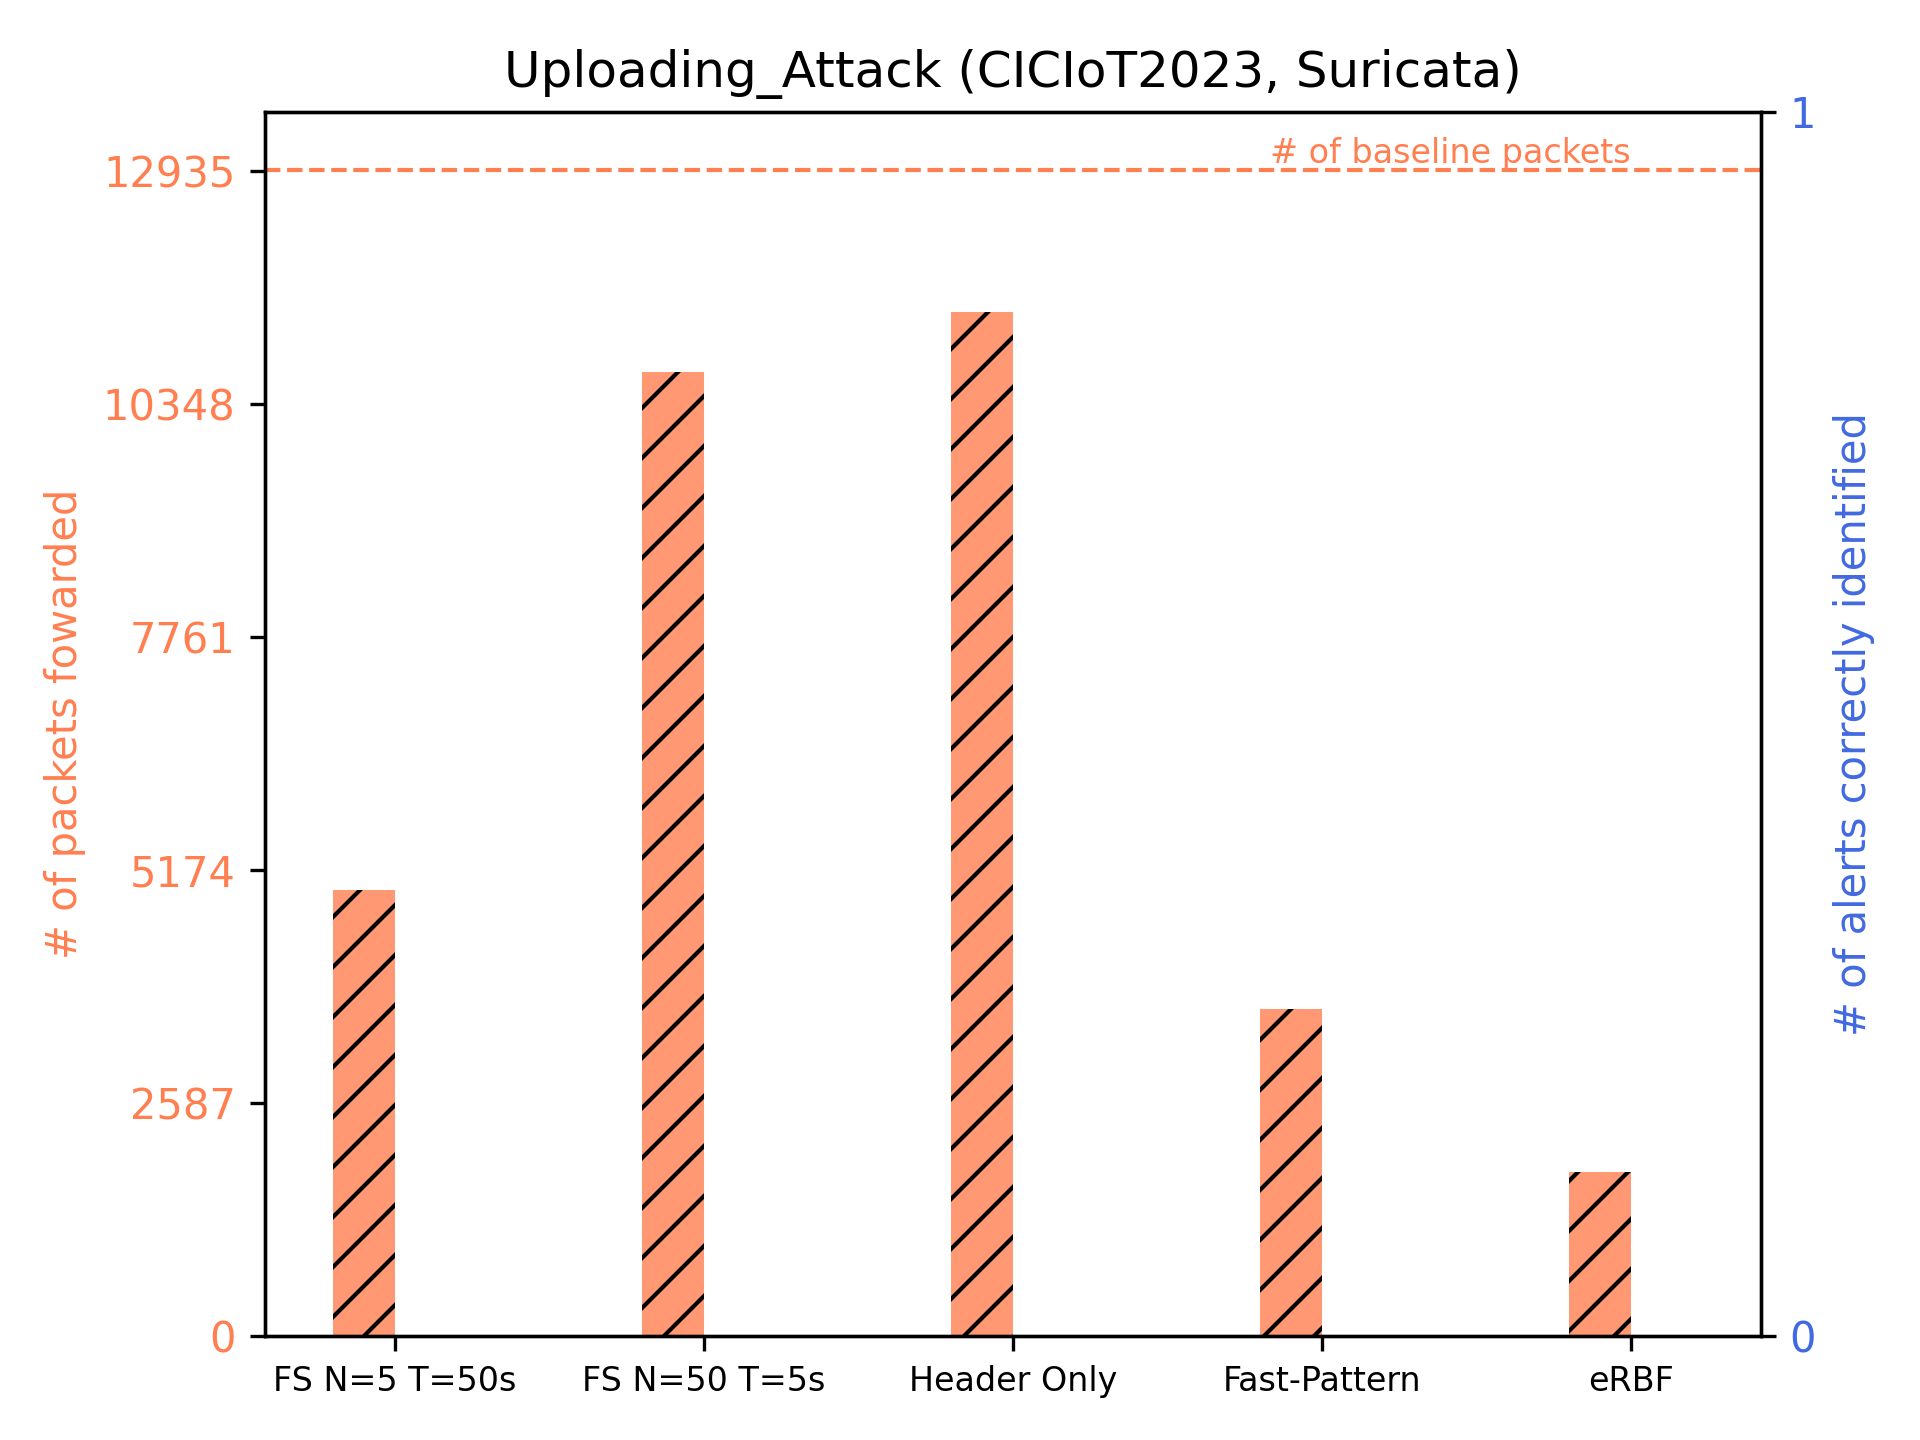 Uploading_Attack (CICIoT2023, Suricata)
# of baseline packets
12935
10348
7761
5174
2587
0
# of packets fowarded
1
0
# of alerts correctly identified
FS N=5 T=50s
FS N=50 T=5s
Header Only
Fast-Pattern
eRBF